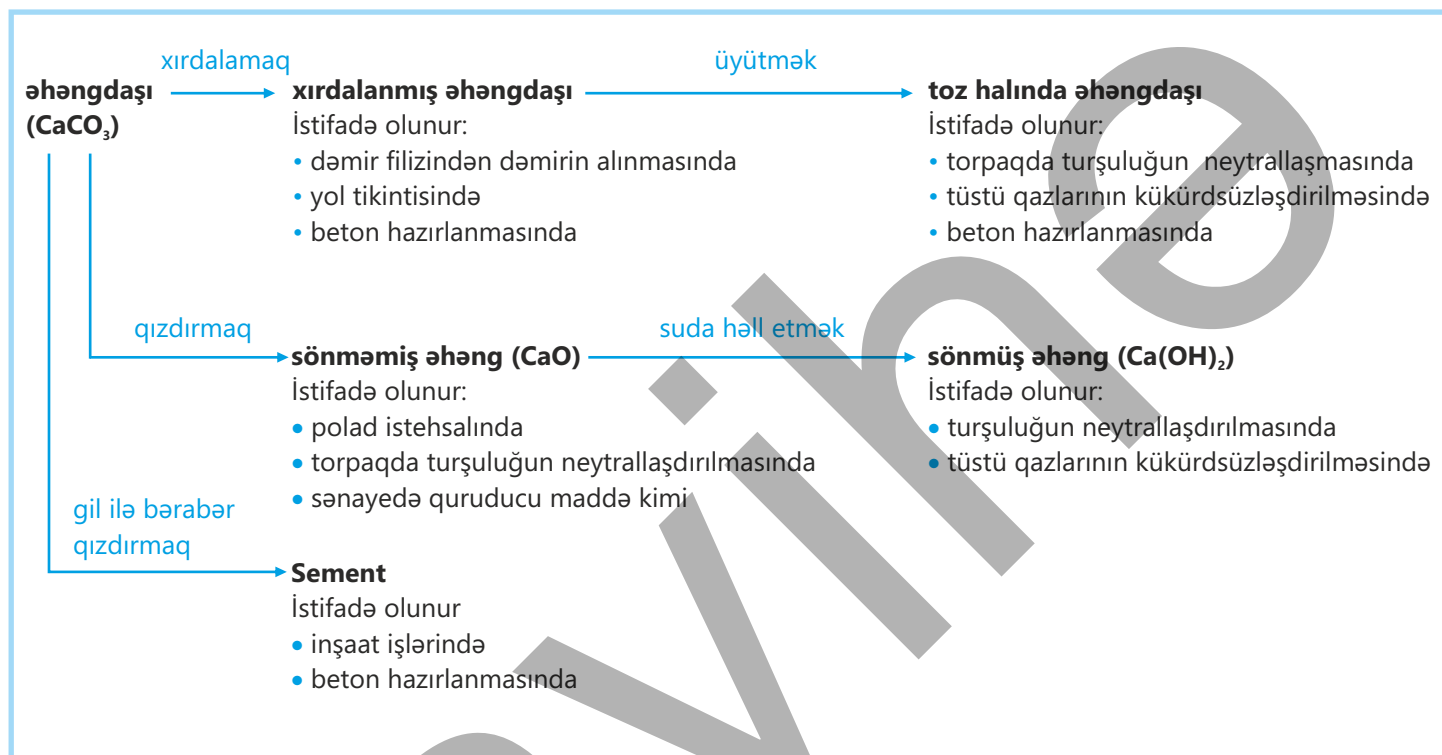 xırdalamaq
üyütmək
əhəngdaşı
(CaCO₃)
xırdalanmış əhəngdaşı
İstifadə olunur:
• dəmir filizindən dəmirin alınmasında
• yol tikintisində
• beton hazırlanmasında
toz halında əhəngdaşı
İstifadə olunur:
• torpaqda turşuluğun neytrallaşmasında
• tüstü qazlarının kükürdsüzləşdirilməsində
• beton hazırlanmasında
qızdırmaq
suda həll etmək
sönməmiş əhəng (CaO)
İstifadə olunur:
• polad istehsalında
• torpaqda turşuluğun neytrallaşdırılmasında
• sənayedə quruducu maddə kimi
sönmüş əhəng (Ca(OH)₂)
İstifadə olunur:
• turşuluğun neytrallaşdırılmasında
• tüstü qazlarının kükürdsüzləşdirilməsində
gil ilə bərabər
qızdırmaq
Sement
İstifadə olunur
• inşaat işlərində
• beton hazırlanmasında